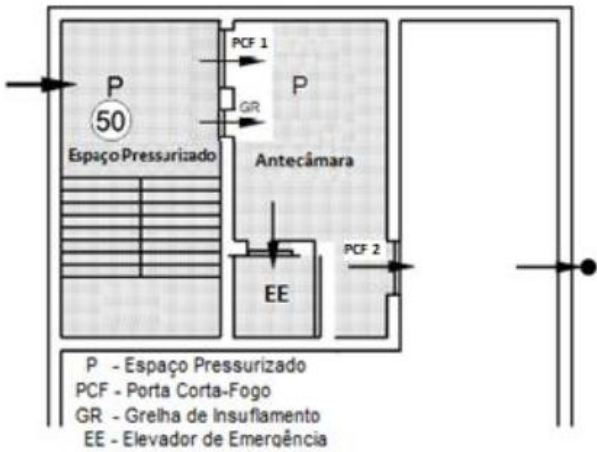 PCF 1
P
P
GR
50
Espaço Pressurizado
Antecâmara
PCF 2
EE
P - Espaço Pressurizado
PCF - Porta Corta-Fogo
GR - Grelha de Insuflamento
EE - Elevador de Emergência